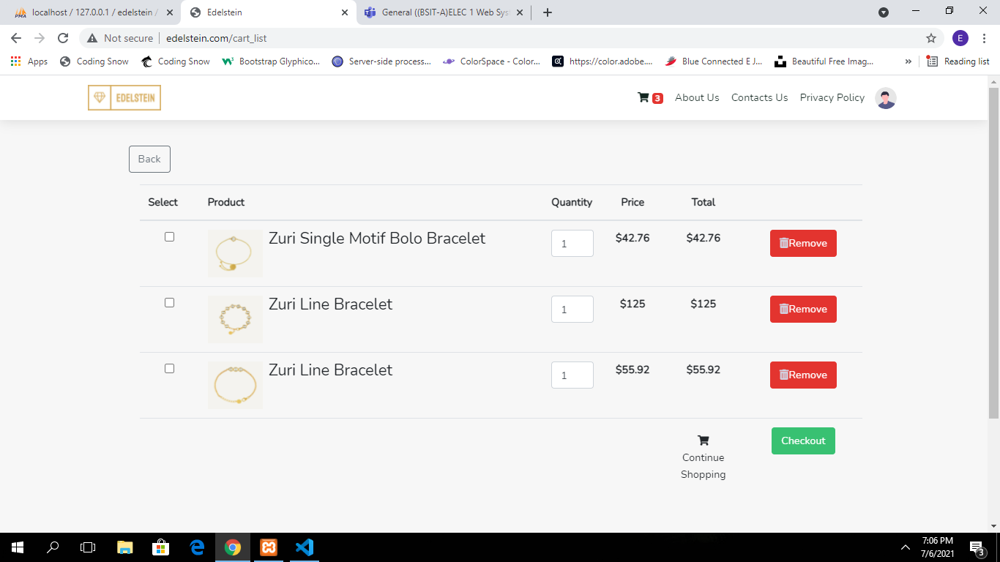 localhost / 127.0.0.1 / edelstein /
Edelstein
General ((BSIT-A)ELEC 1 Web Sys
Not secure edelstein.com/cart_list
E
Apps Coding Snow Coding Snow Bootstrap Glyphico... Server-side process... ColorSpace - Color... https://color.adobe.... Blue Connected E J... Beautiful Free Imag... » Reading list
EDELSTEIN
3 About Us Contacts Us Privacy Policy
Back
Select Product Quantity Price Total
Zuri Single Motif Bolo Bracelet 1 $42.76 $42.76 Remove
Zuri Line Bracelet 1 $125 $125 Remove
Zuri Line Bracelet 1 $55.92 $55.92 Remove
Continue
Shopping
Checkout
7:06 PM
7/6/2021
3